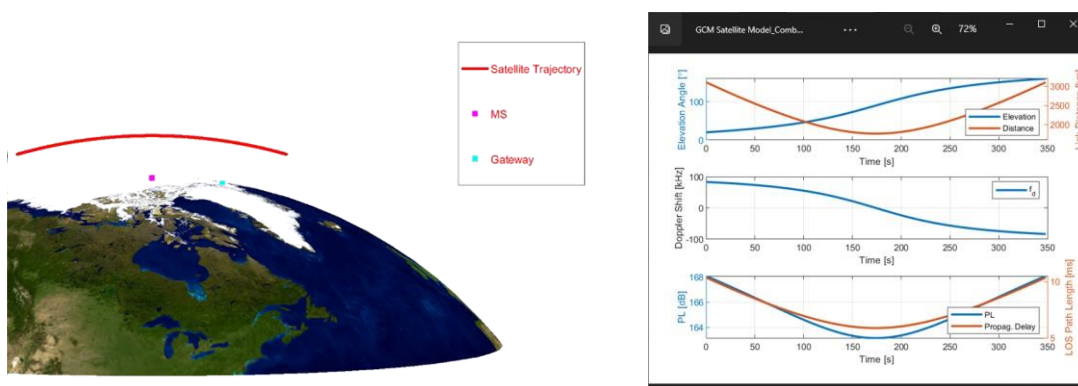 Satellite Trajectory
MS
Gateway
GCM Satellite Model_Comb... ... 72%
Elevation Angle [°]
100
0
3000
2500
2000
Elevation
Distance
0 50 100 150 200 250 300 350
Time [s]
Doppler Shift [kHz]
100
0
-100
f_d
0 50 100 150 200 250 300 350
Time [s]
PL [dB]
168
166
164
10
5
LOS Path Length [ms]
PL
Propag. Delay
0 50 100 150 200 250 300 350
Time [s]